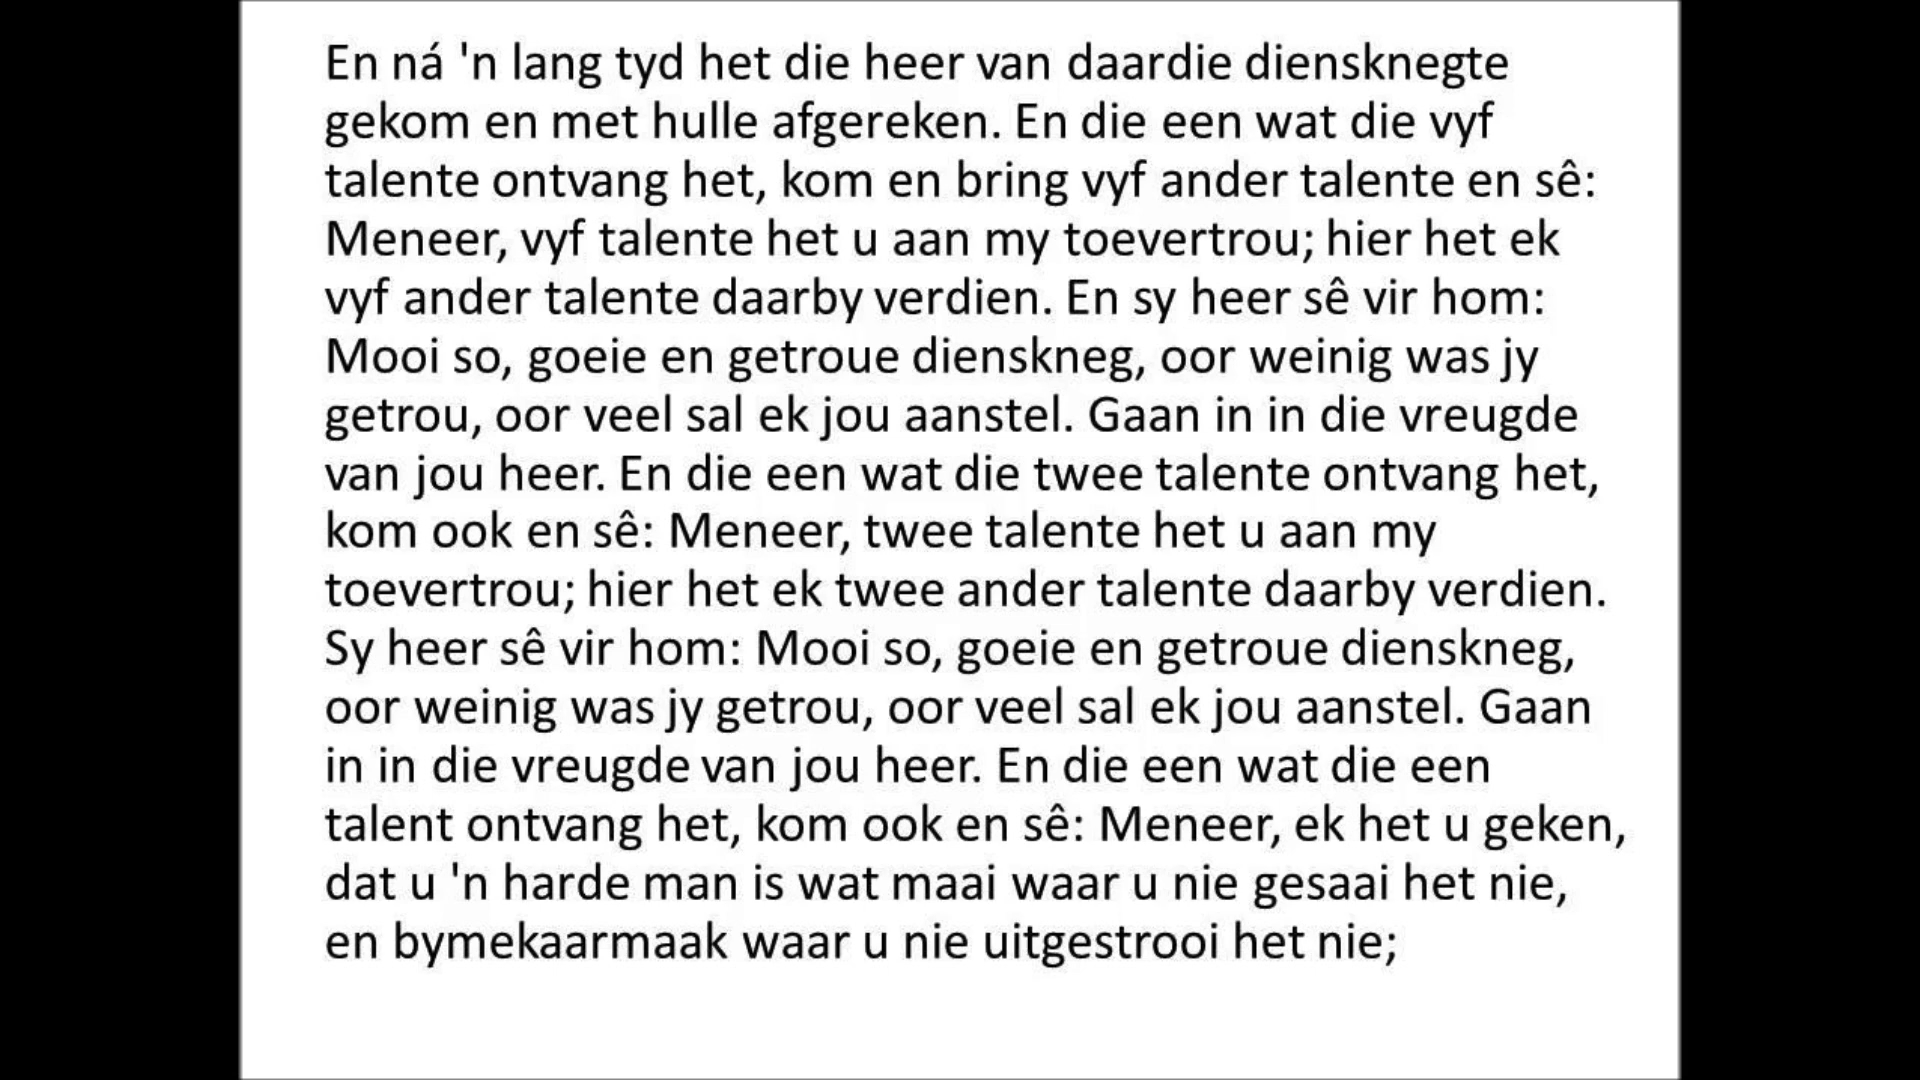 En ná 'n lang tyd het die heer van daardie diensknegte
gekom en met hulle afgereken. En die een wat die vyf
talente ontvang het, kom en bring vyf ander talente en sê:
Meneer, vyf talente het u aan my toevertrou; hier het ek
vyf ander talente daarby verdien. En sy heer sê vir hom:
Mooi so, goeie en getroue dienskneg, oor weinig was jy
getrou, oor veel sal ek jou aanstel. Gaan in in die vreugde
van jou heer. En die een wat die twee talente ontvang het,
kom ook en sê: Meneer, twee talente het u aan my
toevertrou; hier het ek twee ander talente daarby verdien.
Sy heer sê vir hom: Mooi so, goeie en getroue dienskneg,
oor weinig was jy getrou, oor veel sal ek jou aanstel. Gaan
in in die vreugde van jou heer. En die een wat die een
talent ontvang het, kom ook en sê: Meneer, ek het u geken,
dat u 'n harde man is wat maai waar u nie gesaai het nie,
en bymekaarmaak waar u nie uitgestrooi het nie;